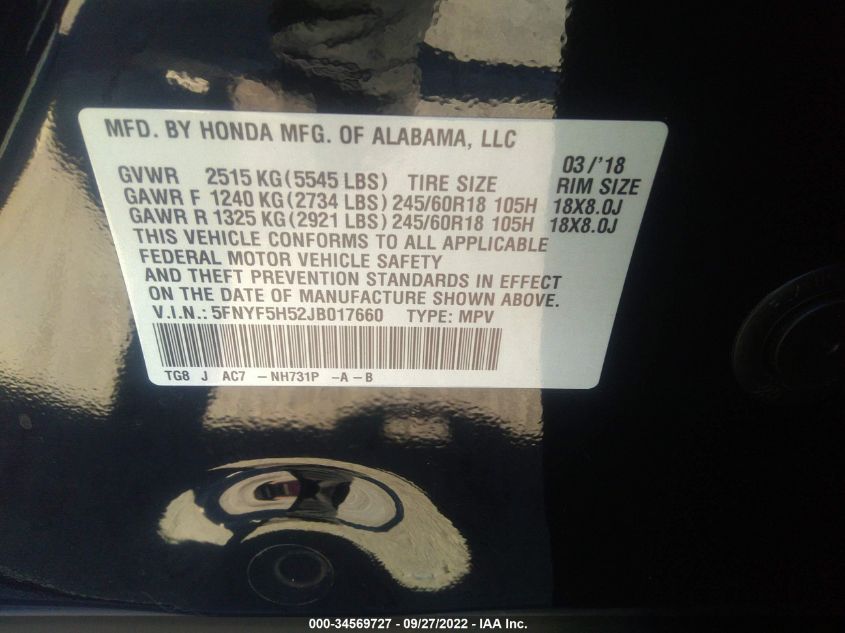 MFD. BY HONDA MFG. OF ALABAMA, LLC
03/'18
GVWR 2515 KG (5545 LBS) TIRE SIZE RIM SIZE
GAWR F 1240 KG (2734 LBS) 245/60R18 105H 18X8.0J
GAWR R 1325 KG (2921 LBS) 245/60R18 105H 18X8.0J
THIS VEHICLE CONFORMS TO ALL APPLICABLE
FEDERAL MOTOR VEHICLE SAFETY
AND THEFT PREVENTION STANDARDS IN EFFECT
ON THE DATE OF MANUFACTURE SHOWN ABOVE.
V.I.N.: 5FNYF5H52JB017660 TYPE: MPV
TG8 J AC7 -NH731P -A-B
000-34569727 - 09/27/2022 - IAA Inc.